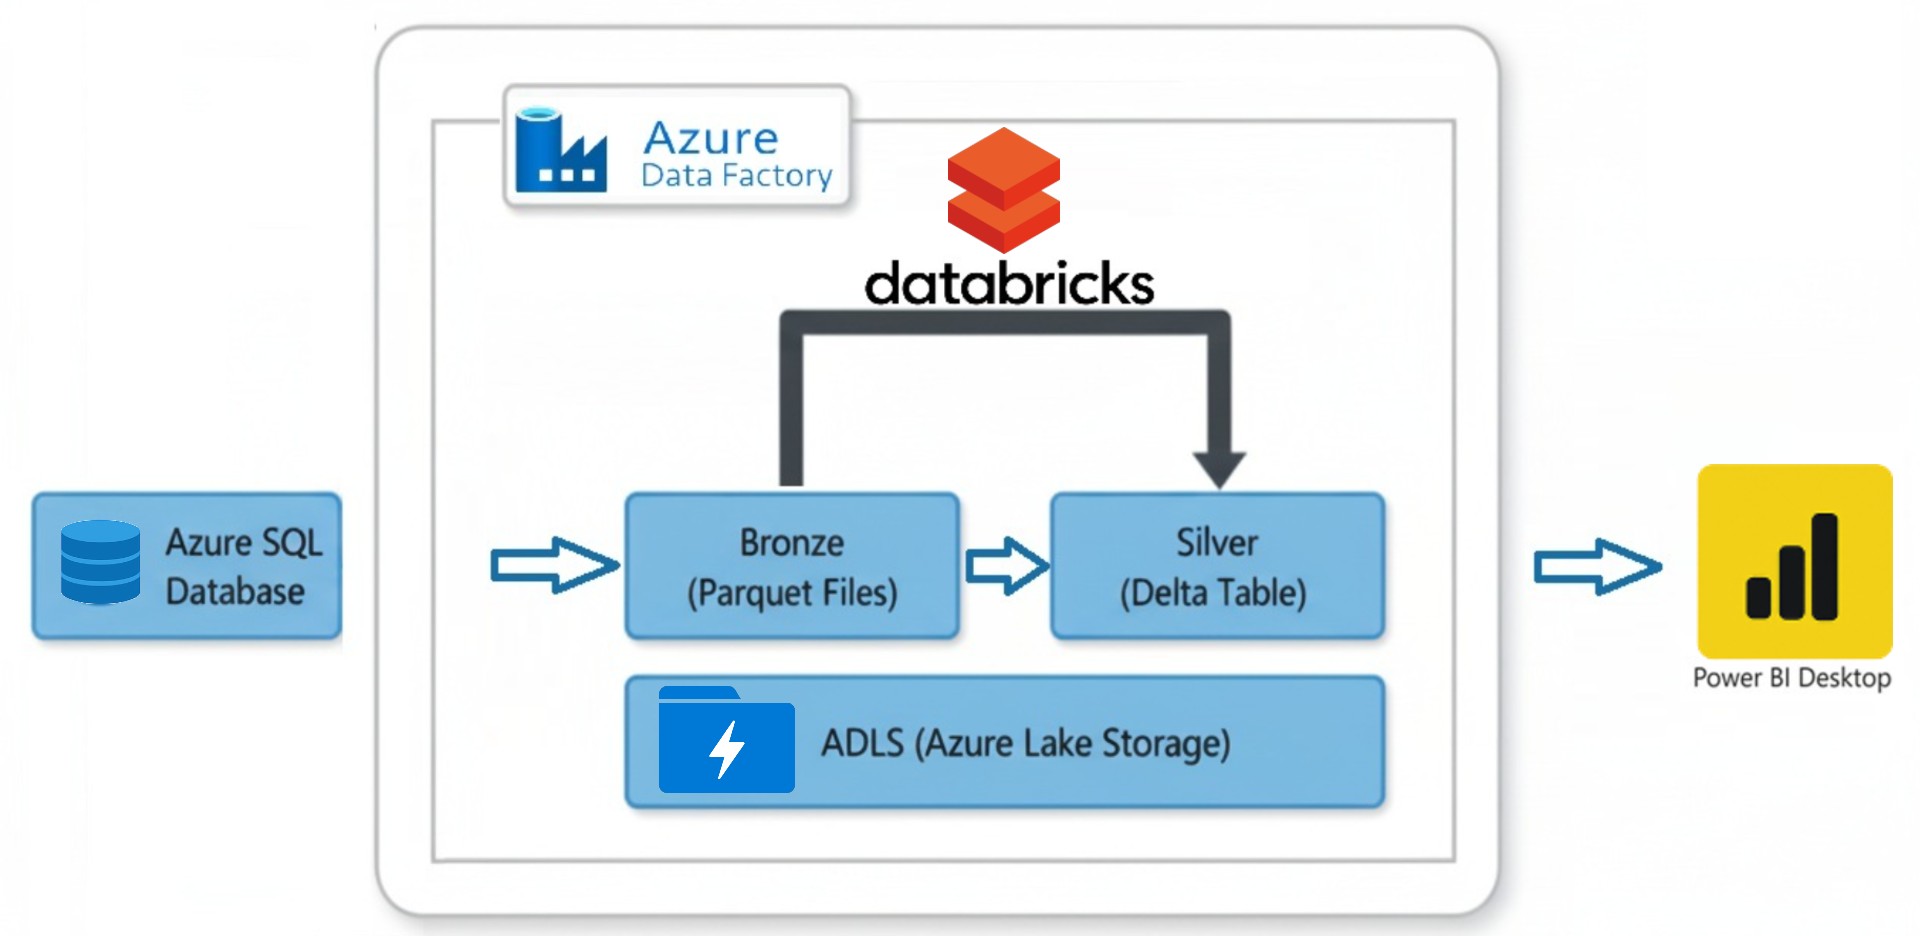 Azure
Data Factory
databricks
Azure SQL
Database
Bronze
(Parquet Files)
Silver
(Delta Table)
ADLS (Azure Lake Storage)
Power BI Desktop